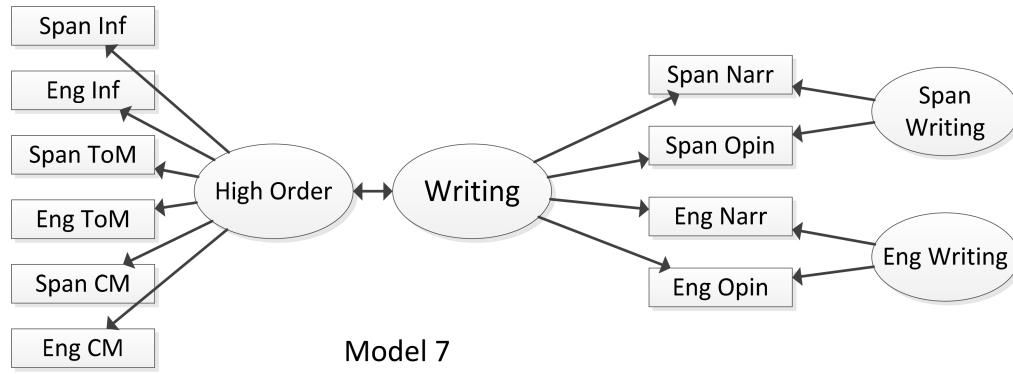 Span Inf
Eng Inf
Span ToM
Eng ToM
Span CM
Eng CM
High Order
Writing
Span Narr
Span Opin
Eng Narr
Eng Opin
Span
Writing
Eng Writing
Model 7